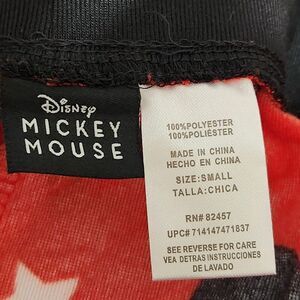 Disney
MICKEY
MOUSE
100%POLYESTER
100%POLIÉSTER
MADE IN CHINA
HECHO EN CHINA
SIZE:SMALL
TALLA:CHICA
RN# 82457
UPC# 714147471837
SEE REVERSE FOR CARE
VEA DETRAS INSTRUCCIONES
DE LAVADO